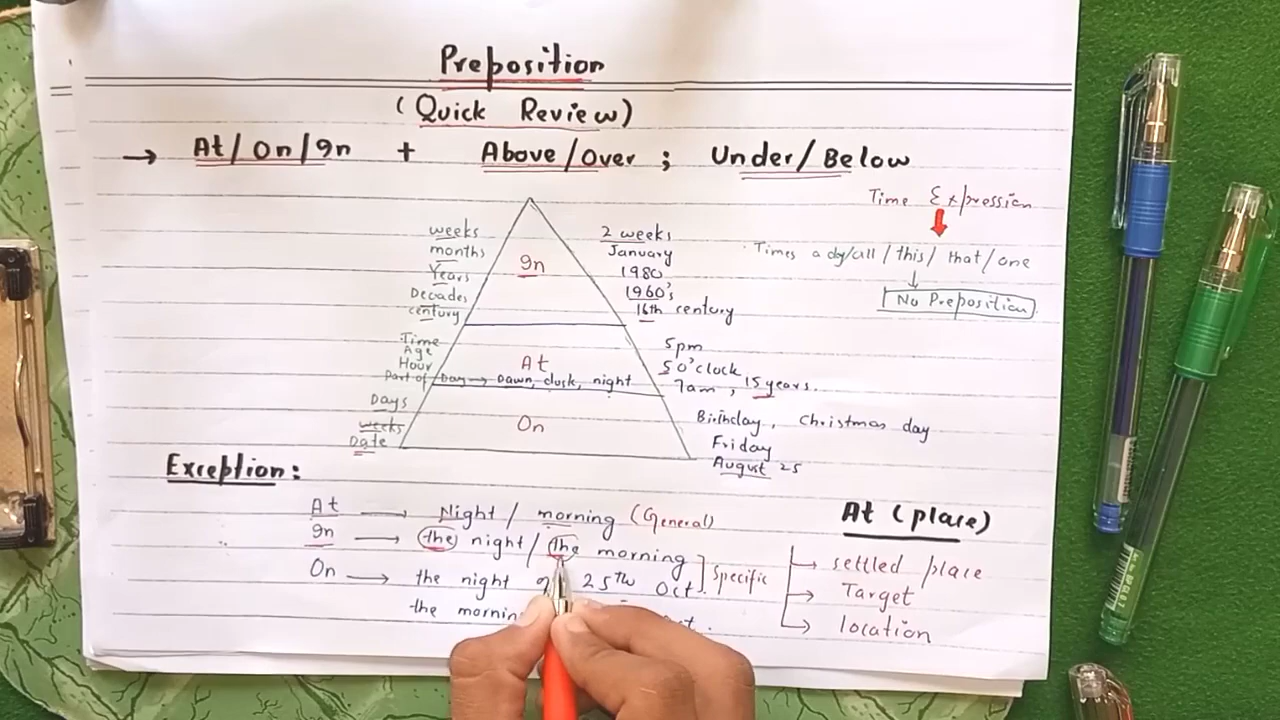 Preposition
(Quick Review)
→ At/On/In + Above/Over ; Under/Below
Time Expression
Times a day/all/this/that/one
No Preposition
weeks
months
Years
Decades
century
In
2 weeks
January
1980
1960's
16th century
Time
Age
Hour
Part of Day → Dawn, dusk, night
At
5pm
5 o'clock
7am, 15 years.
Days
weeks
Date
On
Birthday, Christmas day
Friday
August 25
Exception:
At → Night/morning (General)
In → the night/the morning
On → the night 25th Oct.
the
Specific
At (place)
settled place
Target
location